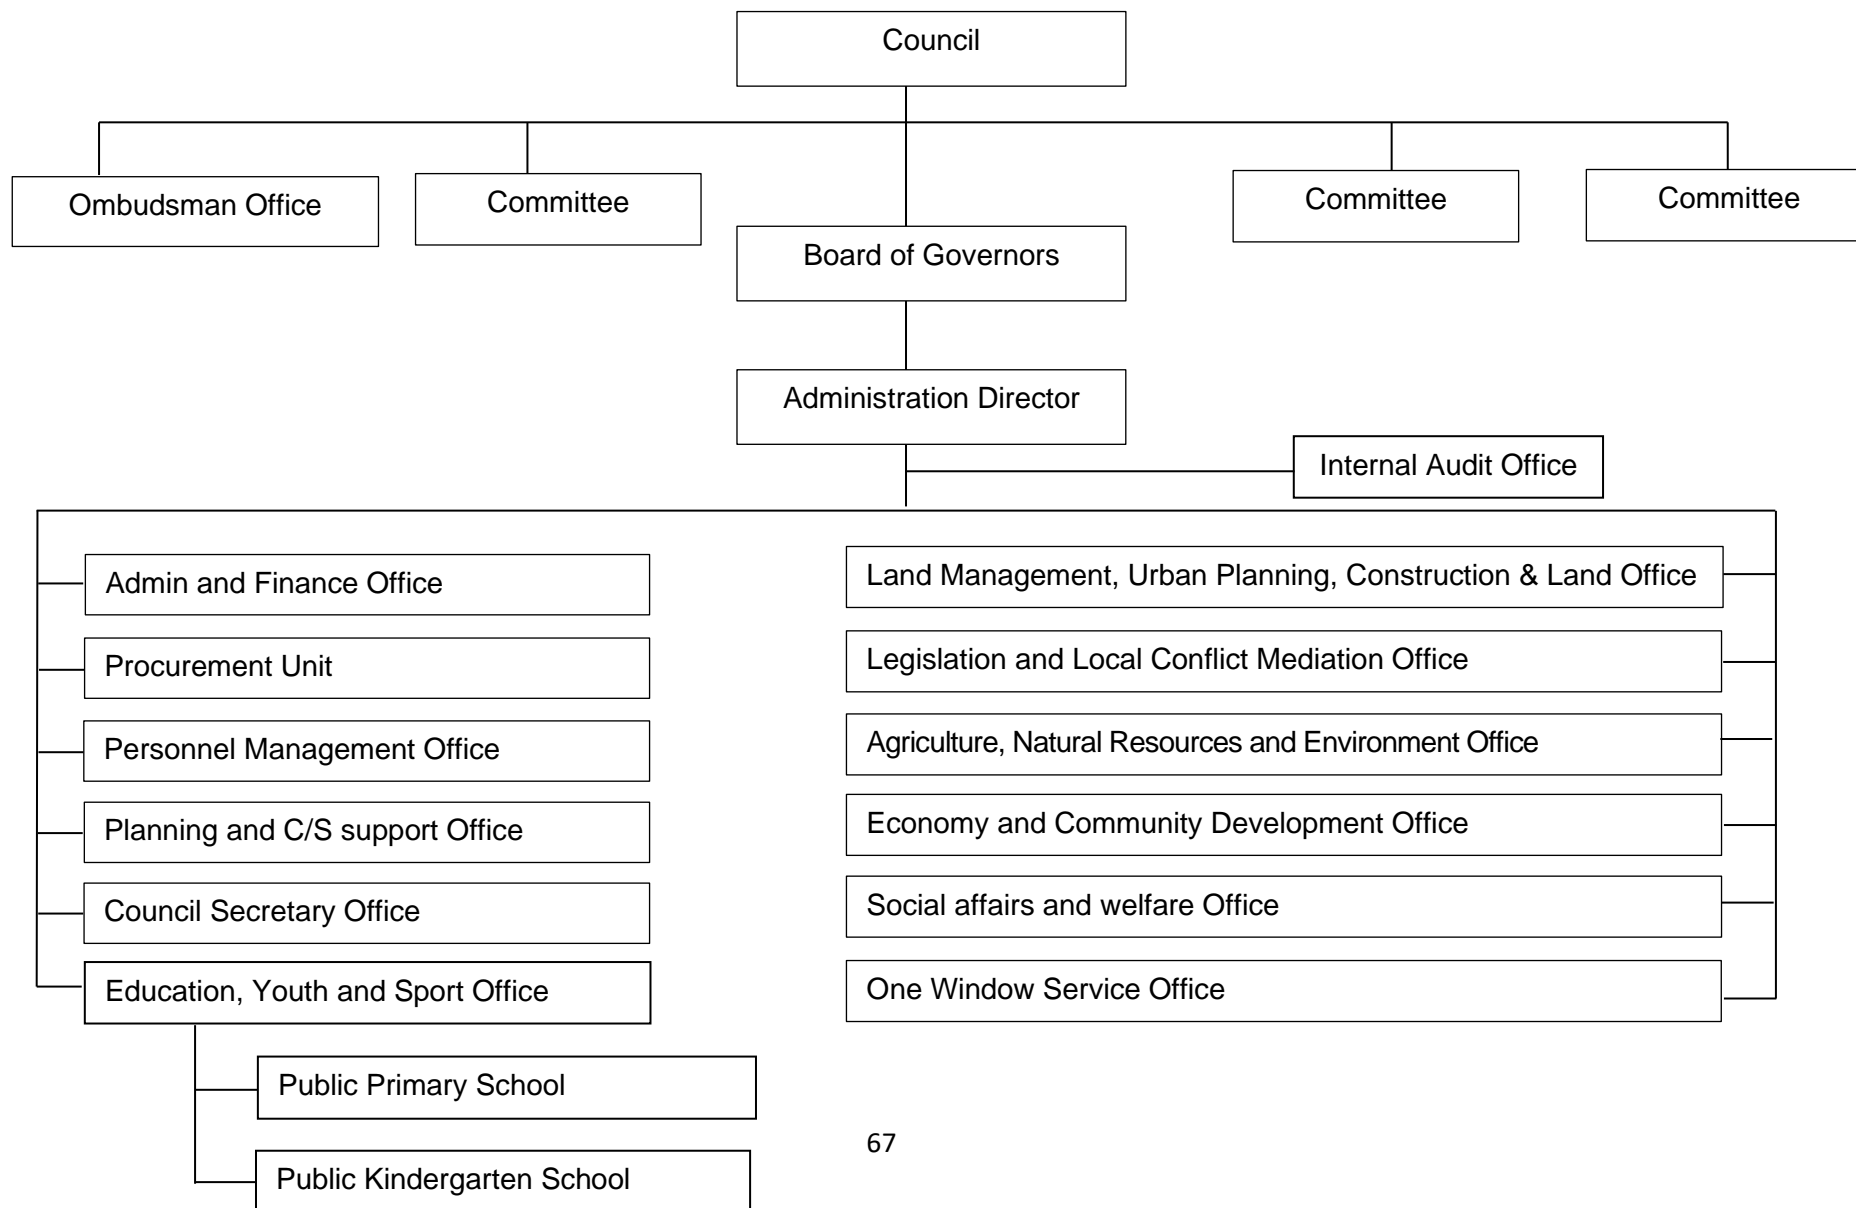 Council
Ombudsman Office
Committee
Committee
Committee
Board of Governors
Administration Director
Internal Audit Office
Admin and Finance Office
Procurement Unit
Personnel Management Office
Planning and C/S support Office
Council Secretary Office
Education, Youth and Sport Office
Public Primary School
Public Kindergarten School
Land Management, Urban Planning, Construction & Land Office
Legislation and Local Conflict Mediation Office
Agriculture, Natural Resources and Environment Office
Economy and Community Development Office
Social affairs and welfare Office
One Window Service Office
67